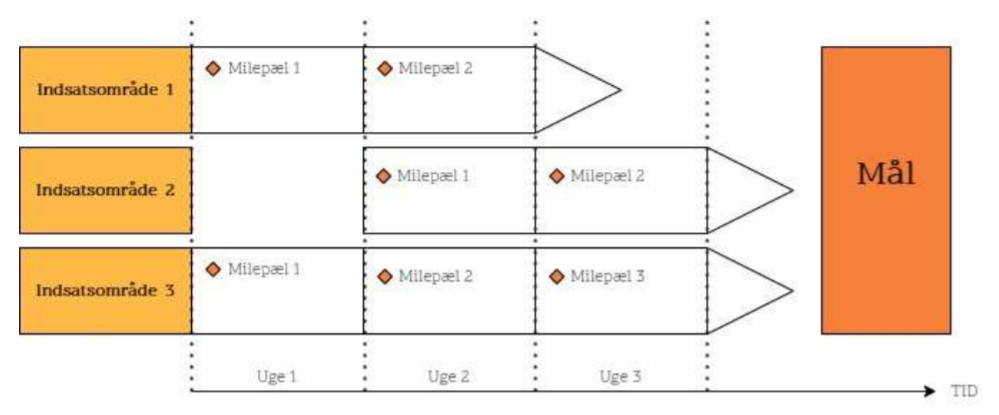 Indsatsområde 1
Milepæl 1
Milepæl 2
Indsatsområde 2
Milepæl 1
Milepæl 2
Mål
Indsatsområde 3
Milepæl 1
Milepæl 2
Milepæl 3
Uge 1
Uge 2
Uge 3
TID